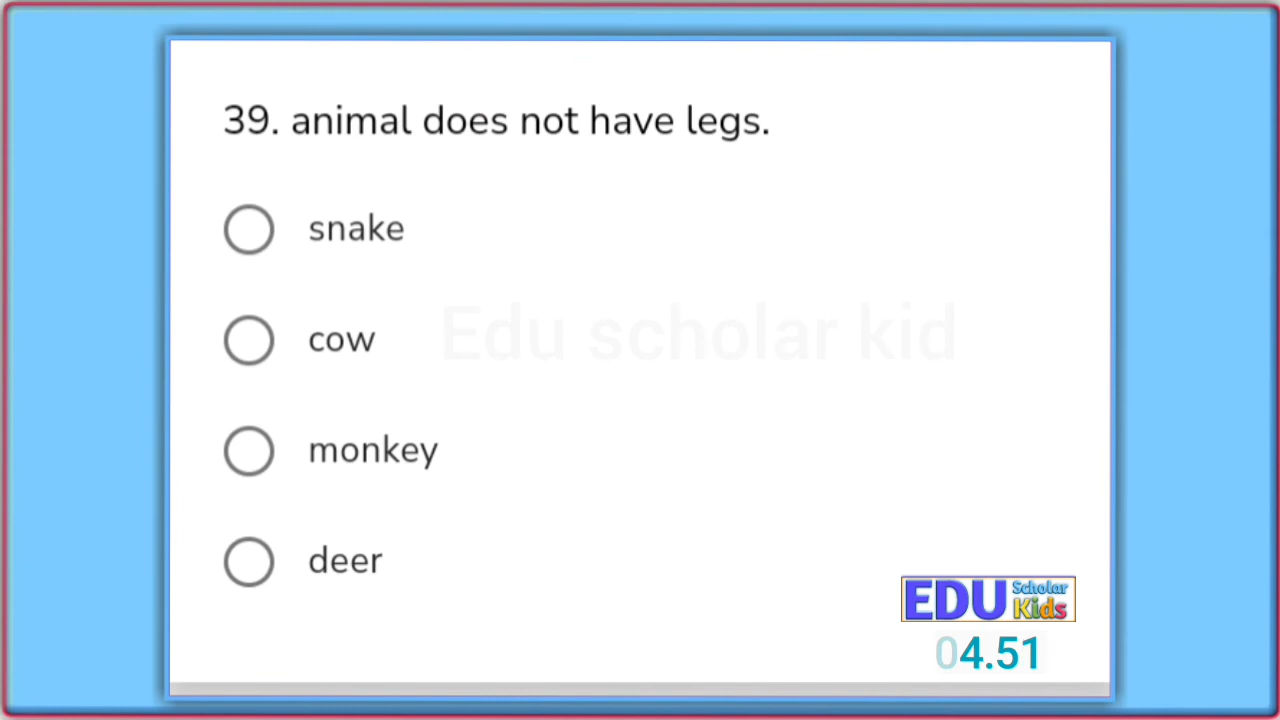 39. animal does not have legs.
snake
cow
Edu scholar kid
monkey
deer
EDU Scholar Kids
04.51